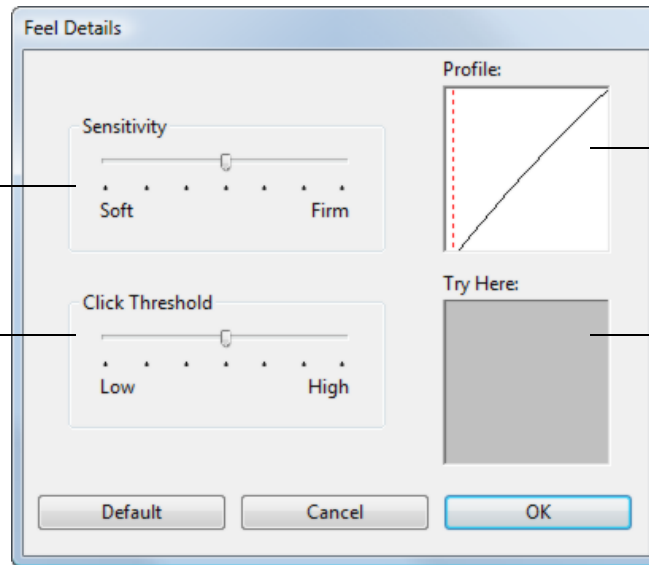 Feel Details
Profile:
Sensitivity
Soft Firm
Try Here:
Click Threshold
Low High
Default Cancel OK